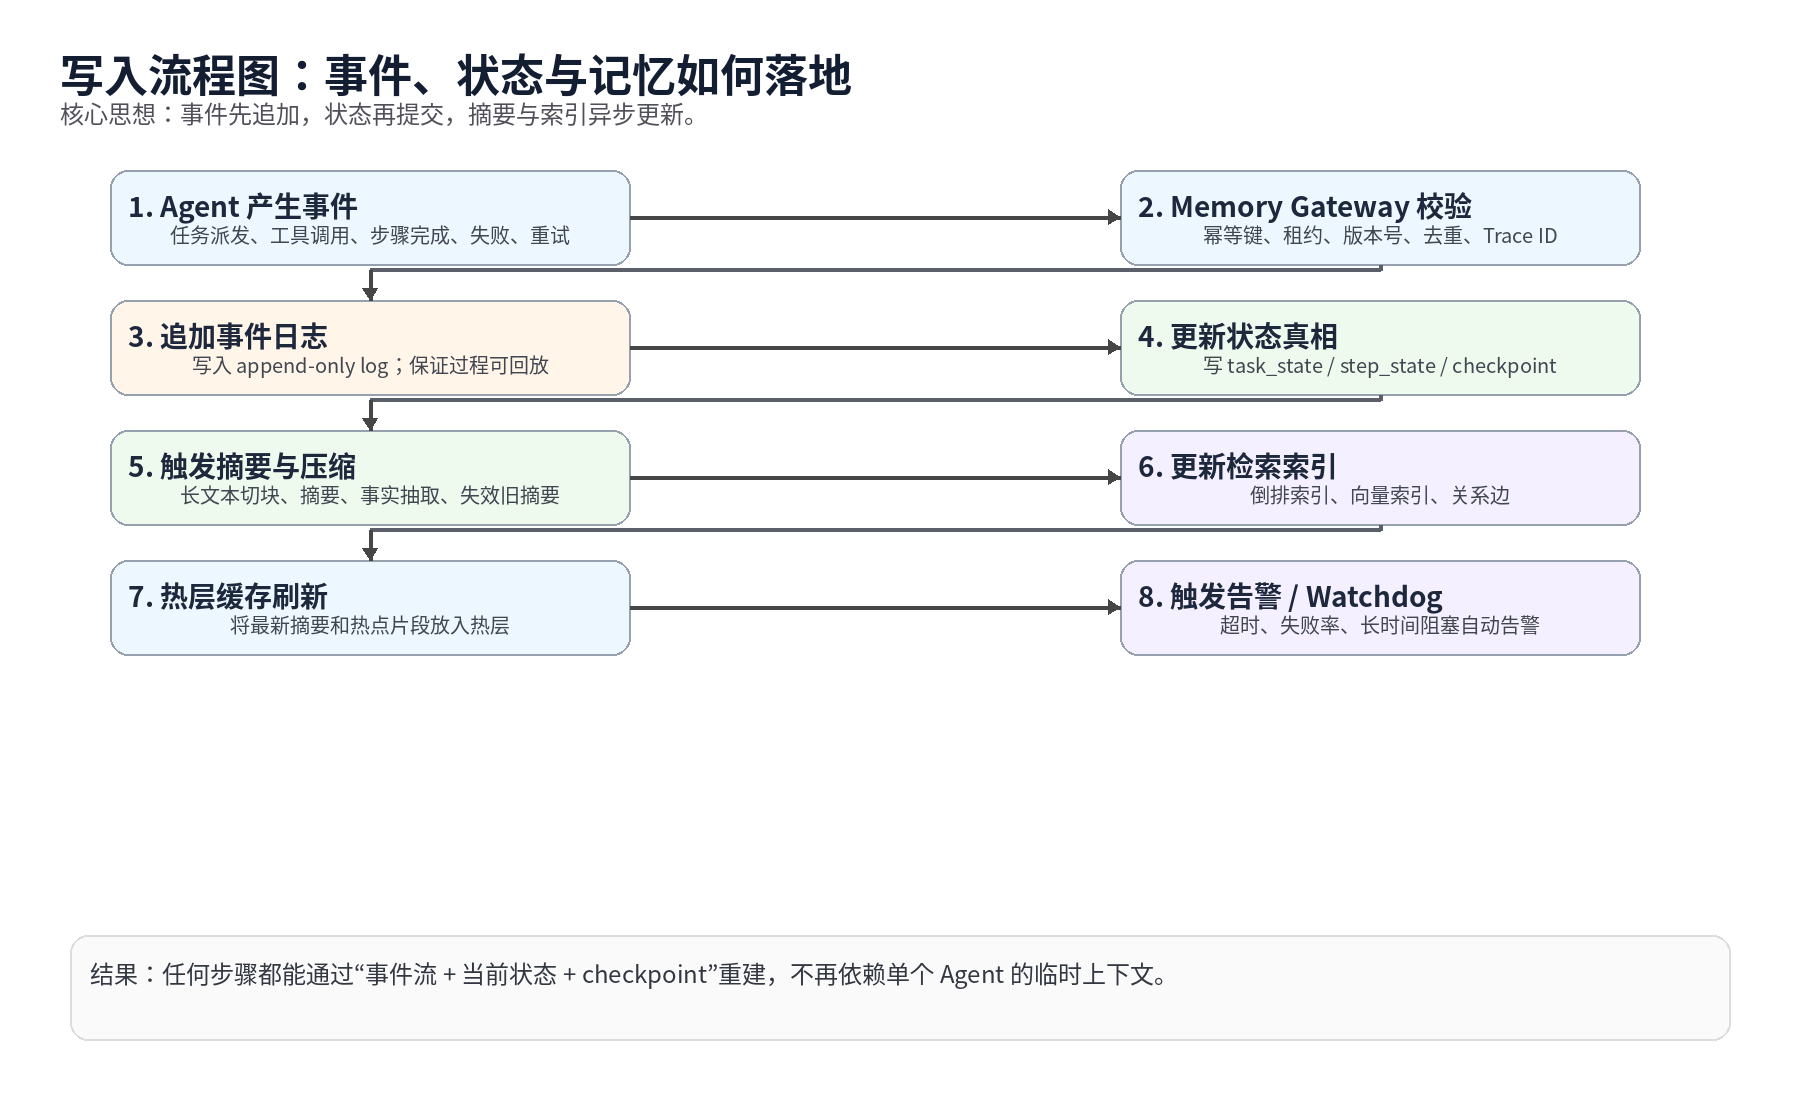 写入流程图：事件、状态与记忆如何落地
核心思想：事件先追加，状态再提交，摘要与索引异步更新。
1. Agent 产生事件
任务派发、工具调用、步骤完成、失败、重试
2. Memory Gateway 校验
幂等键、租约、版本号、去重、Trace ID
3. 追加事件日志
写入 append-only log；保证过程可回放
4. 更新状态真相
写 task_state / step_state / checkpoint
5. 触发摘要与压缩
长文本切块、摘要、事实抽取、失效旧摘要
6. 更新检索索引
倒排索引、向量索引、关系边
7. 热层缓存刷新
将最新摘要和热点片段放入热层
8. 触发告警 / Watchdog
超时、失败率、长时间阻塞自动告警
结果：任何步骤都能通过“事件流 + 当前状态 + checkpoint”重建，不再依赖单个 Agent 的临时上下文。